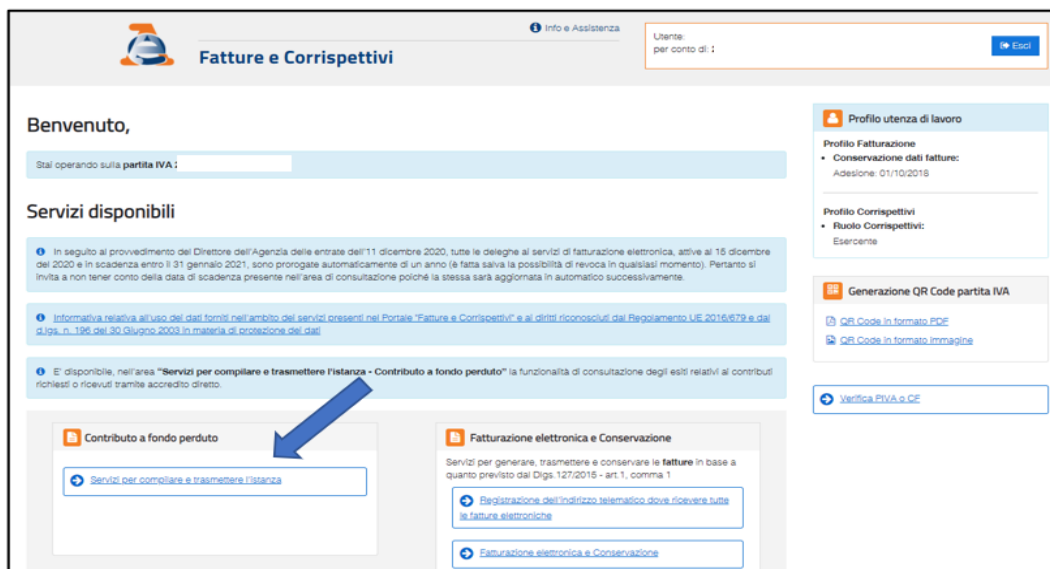 Info e Assistenza
Fatture e Corrispettivi
Utente:
per conto di:
Esci
Benvenuto,
Stai operando sulla partita IVA
Servizi disponibili
In seguito al provvedimento del Direttore dell'Agenzia delle entrate dell'11 dicembre 2020, tutte le deleghe ai servizi di fatturazione elettronica, attive al 15 dicembre
del 2020 e in scadenza entro il 31 gennaio 2021, sono prorogate automaticamente di un anno (è fatta salva la possibilità di revoca in qualsiasi momento). Pertanto si
invita a non tener conto della data di scadenza presente nell'area di consultazione poichè la stessa sarà aggiornata in automatico successivamente.
Informativa relativa all'uso dei dati forniti nell'ambito dei servizi presenti nel Portale "Fatture e Corrispettivi" e ai diritti riconosciuti dal Regolamento UE 2016/679 e dal
d.lgs. n. 196 del 30 Giugno 2003 in materia di protezione dei dati
E' disponibile, nell'area "Servizi per compilare e trasmettere l'istanza - Contributo a fondo perduto" la funzionalità di consultazione degli esiti relativi ai contributi
richiesti o ricevuti tramite accredito diretto.
Contributo a fondo perduto
Servizi per compilare e trasmettere l'istanza
Fatturazione elettronica e Conservazione
Servizi per generare, trasmettere e conservare le fatture in base a
quanto previsto dal Dlgs.127/2015 - art.1, comma 1
Registrazione dell'indirizzo telematico dove ricevere tutte
le fatture elettroniche
Fatturazione elettronica e Conservazione
Profilo utenza di lavoro
Profilo Fatturazione
Conservazione dati fatture:
Adesione: 01/10/2018
Profilo Corrispettivi
Ruolo Corrispettivi:
Esercente
Generazione QR Code partita IVA
QR Code in formato PDF
QR Code in formato immagine
Verifica PIVA o CF